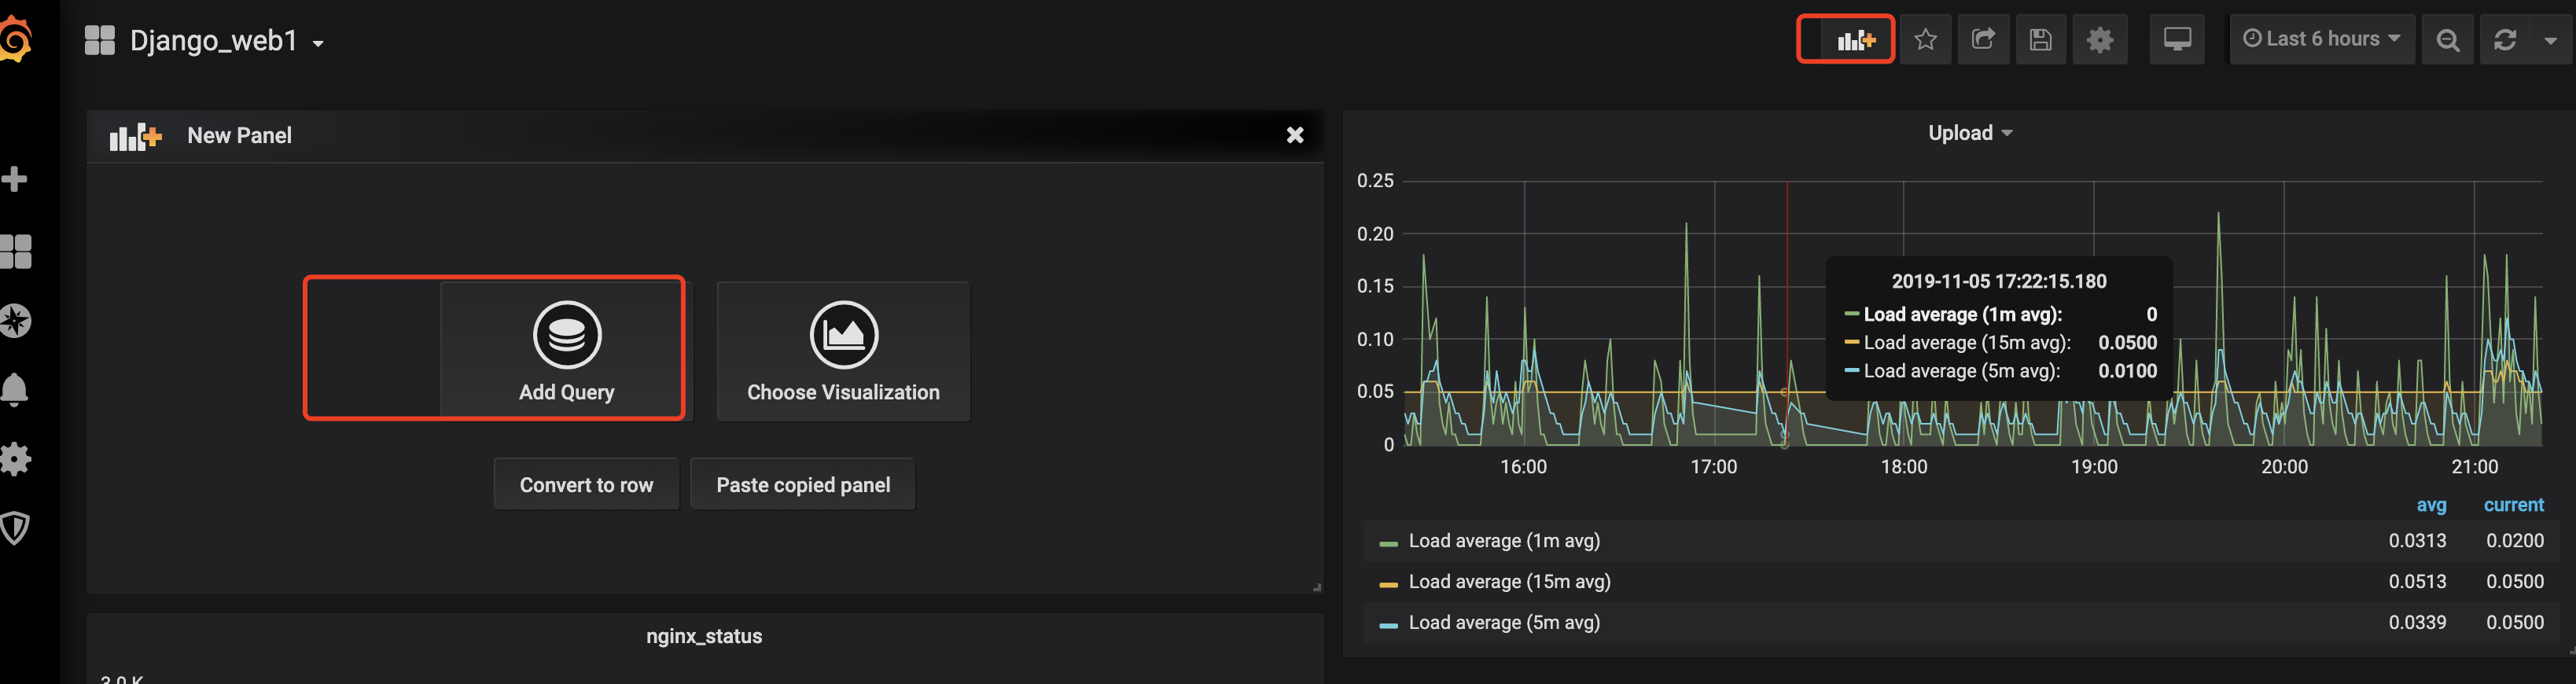 Django_web1
Last 6 hours
New Panel
Add Query
Choose Visualization
Convert to row
Paste copied panel
nginx_status
3.0 K
Upload
0.25
0.20
0.15
0.10
0.05
0
16:00
17:00
18:00
19:00
20:00
21:00
2019-11-05 17:22:15.180
Load average (1m avg): 0
Load average (15m avg): 0.0500
Load average (5m avg): 0.0100
avg current
Load average (1m avg) 0.0313 0.0200
Load average (15m avg) 0.0513 0.0500
Load average (5m avg) 0.0339 0.0500